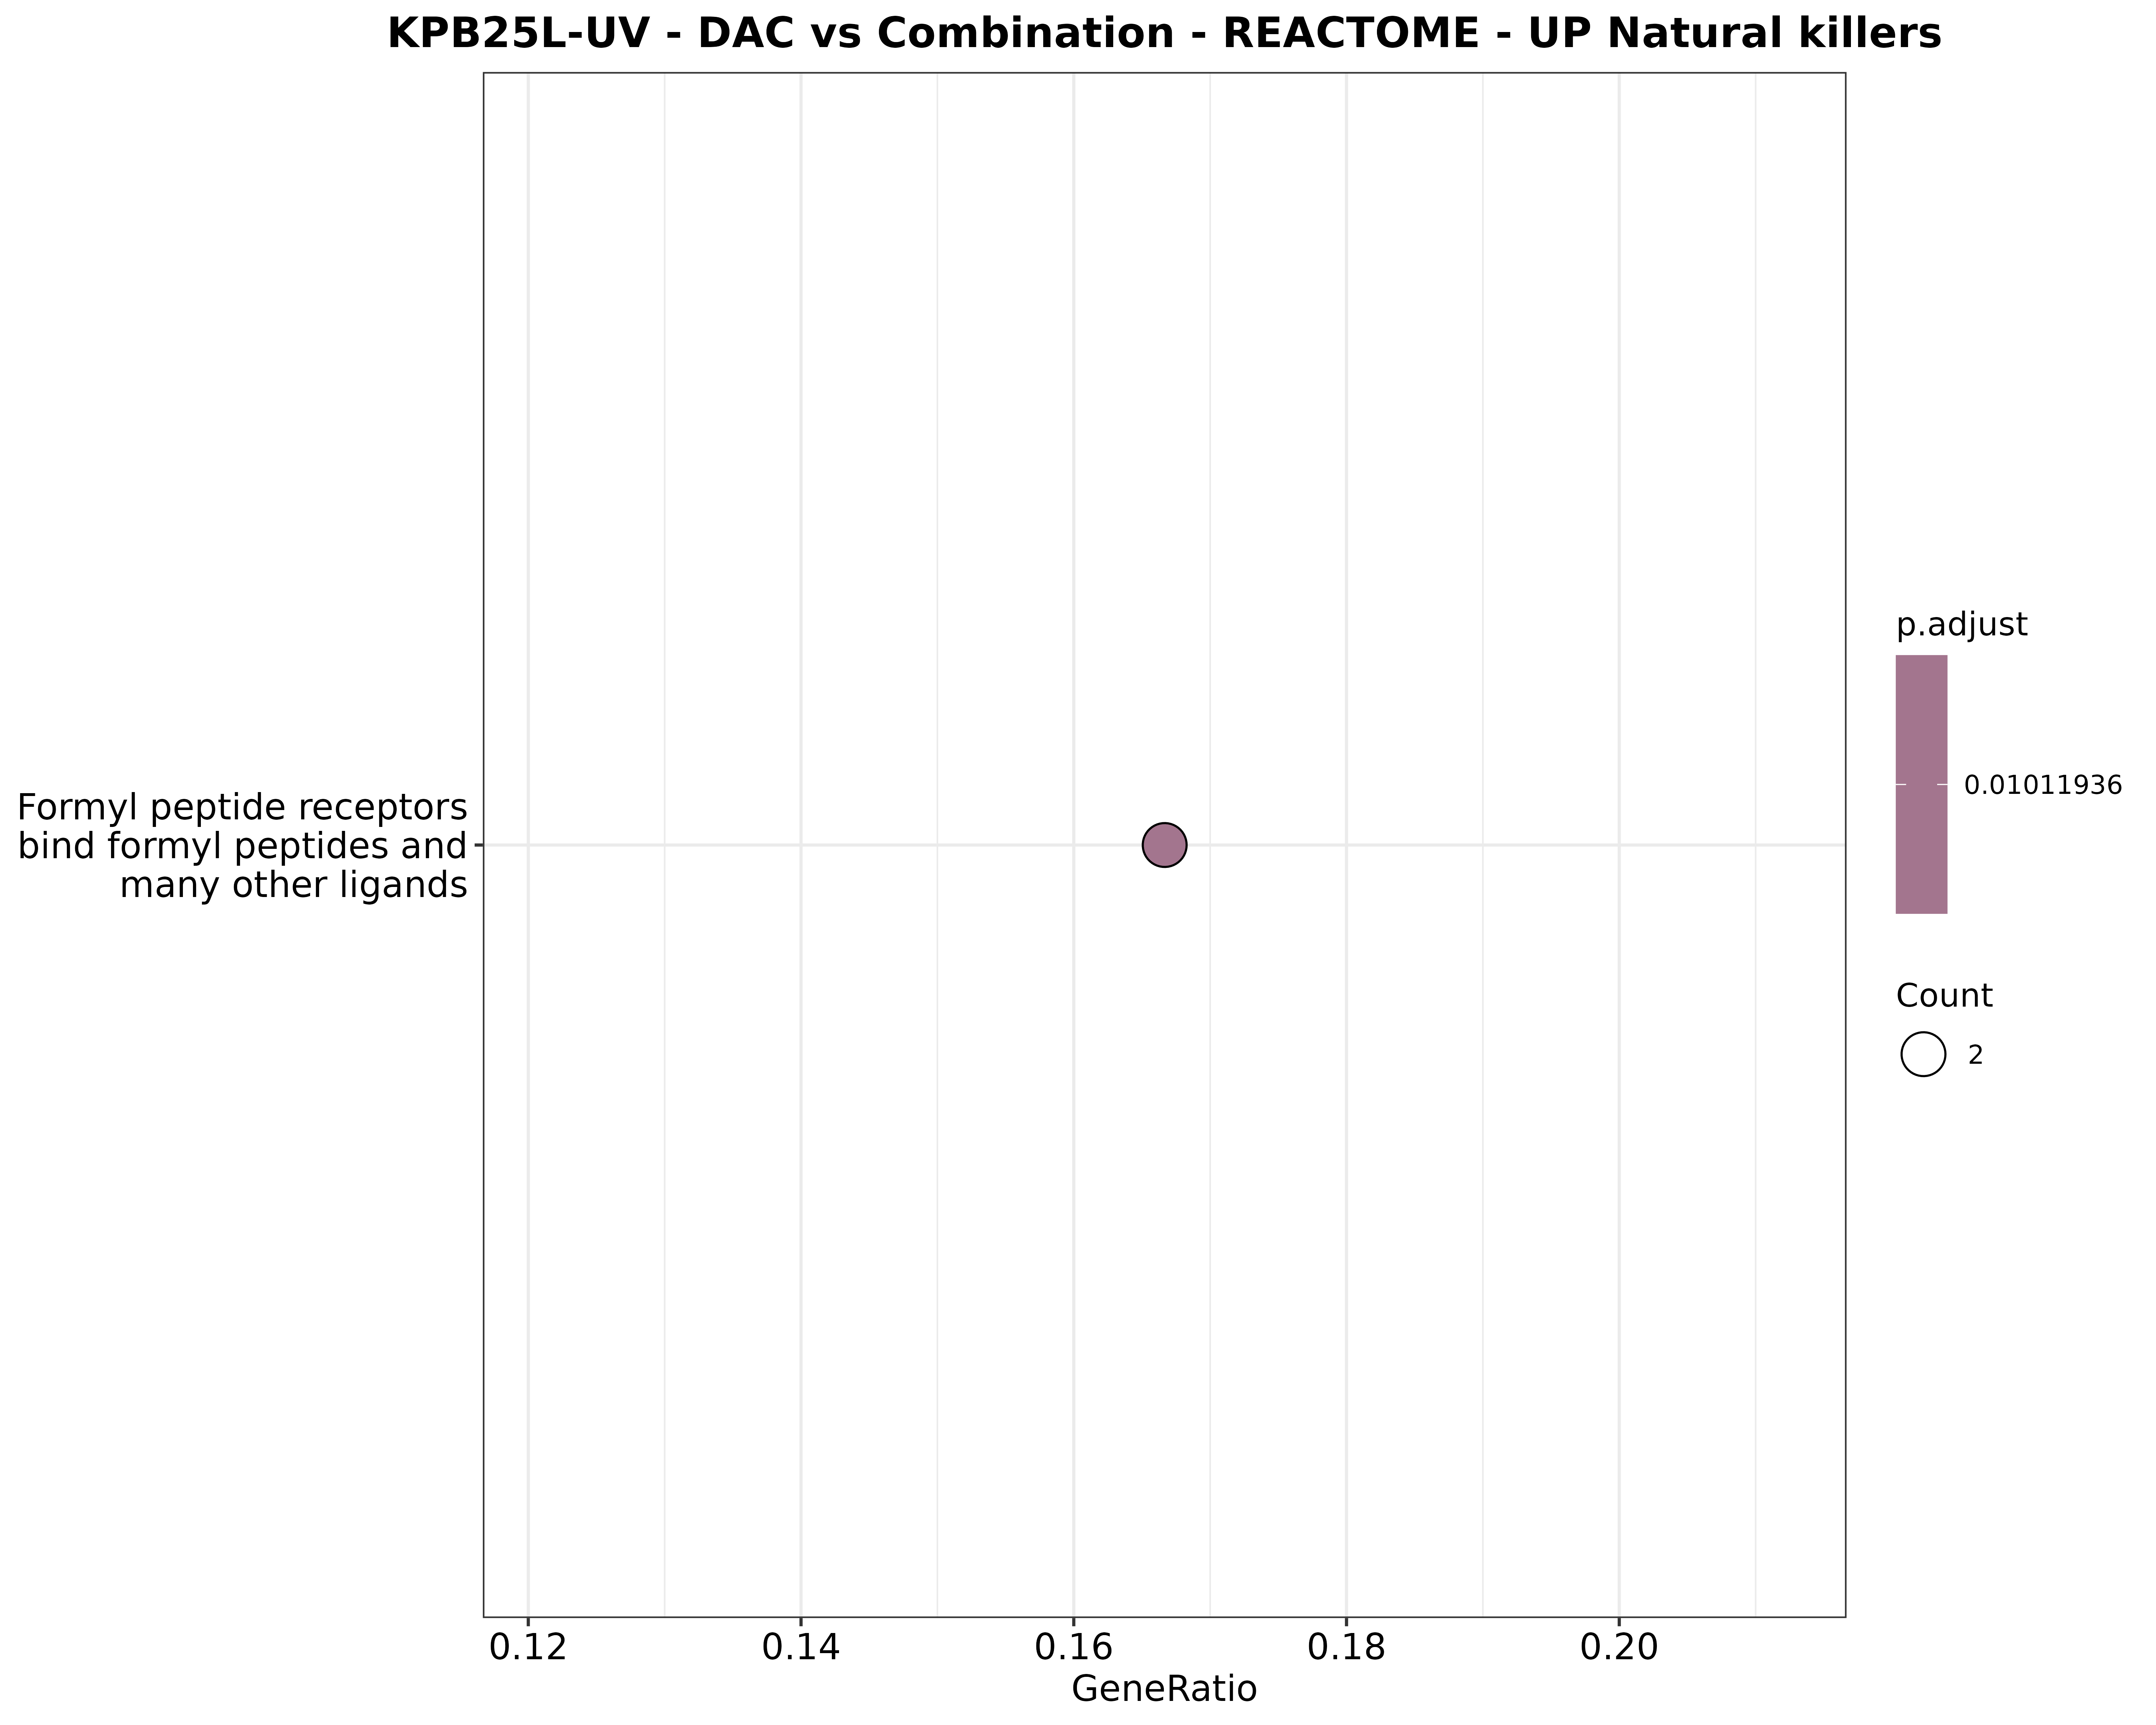 KPB25L-UV - DAC vs Combination - REACTOME - UP Natural killers
Formyl peptide receptors
bind formyl peptides and
many other ligands
p.adjust
0.01011936
Count
2
0.12
0.14
0.16
0.18
0.20
GeneRatio